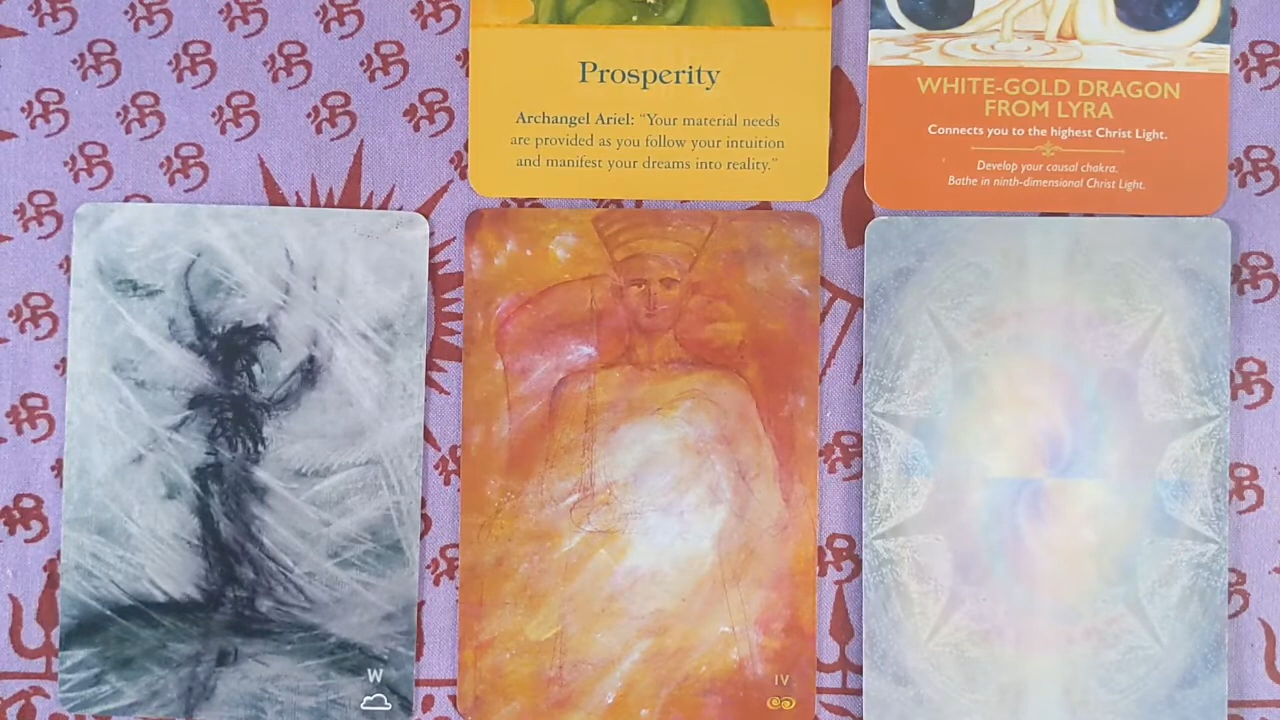 Prosperity
Archangel Ariel: “Your material needs
are provided as you follow your intuition
and manifest your dreams into reality.”
WHITE-GOLD DRAGON
FROM LYRA
Connects you to the highest Christ Light.
Develop your causal chakra.
Bathe in ninth-dimensional Christ Light.
W
IV